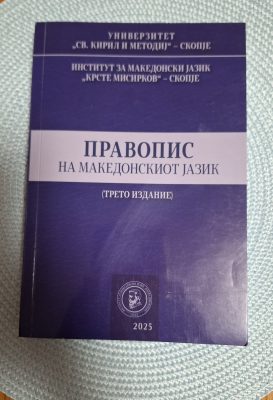 УНИВЕРЗИТЕТ
„СВ. КИРИЛ И МЕТОДИЈ“ – СКОПЈЕ
ИНСТИТУТ ЗА МАКЕДОНСКИ ЈАЗИК
„КРСТЕ МИСИРКОВ“ – СКОПЈЕ
ПРАВОПИС
НА МАКЕДОНСКИОТ ЈАЗИК
(ТРЕТО ИЗДАНИЕ)
2025